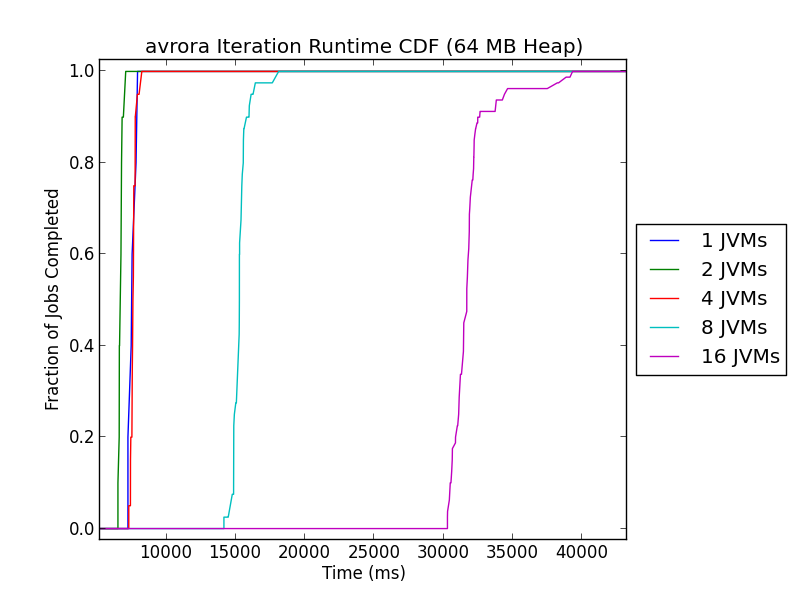 avrora Iteration Runtime CDF (64 MB Heap)
1.0
0.8
0.6
0.4
0.2
0.0
Fraction of Jobs Completed
10000 15000 20000 25000 30000 35000 40000
Time (ms)
1 JVMs
2 JVMs
4 JVMs
8 JVMs
16 JVMs